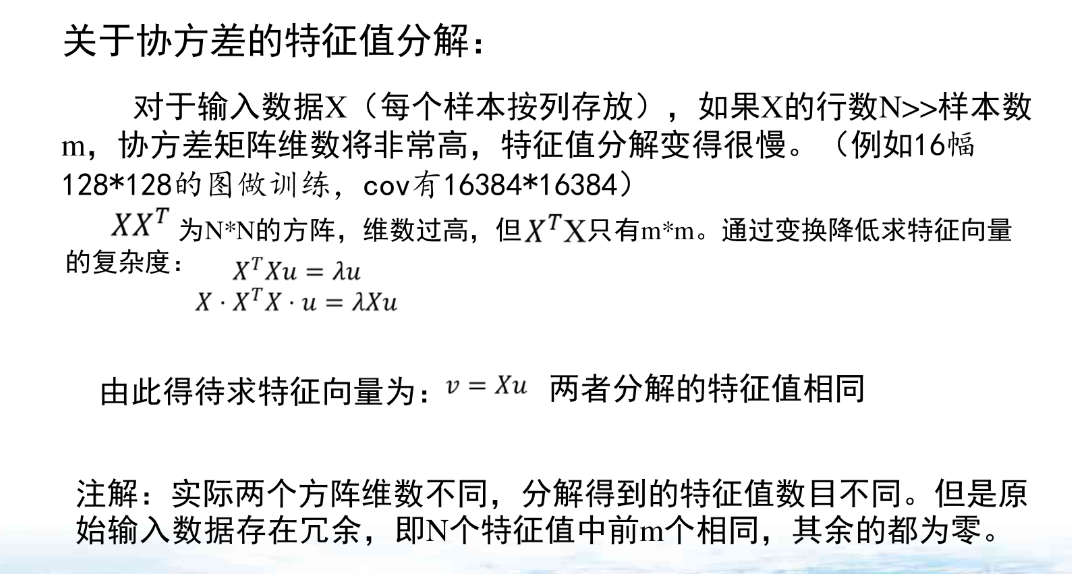 关于协方差的特征值分解：
对于输入数据X（每个样本按列存放），如果X的行数N>>样本数
m，协方差矩阵维数将非常高，特征值分解变得很慢。（例如16幅
128*128的图做训练，cov有16384*16384）
XXᵀ 为N*N的方阵，维数过高，但XᵀX只有m*m。通过变换降低求特征向量
的复杂度： XᵀXu = λu
X · XᵀX · u = λXu
由此得待求特征向量为：v = Xu 两者分解的特征值相同
注解：实际两个方阵维数不同，分解得到的特征值数目不同。但是原
始输入数据存在冗余，即N个特征值中前m个相同，其余的都为零。